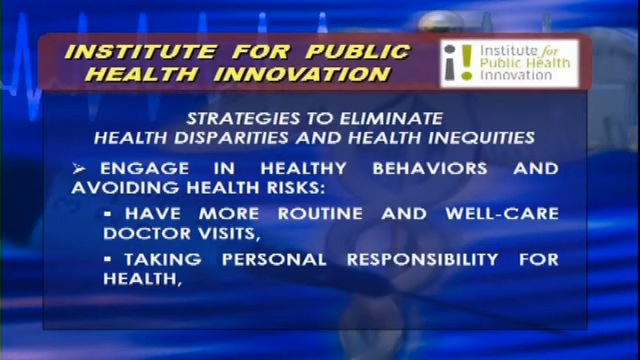 INSTITUTE FOR PUBLIC
HEALTH INNOVATION
i! Institute for
Public Health
Innovation
STRATEGIES TO ELIMINATE
HEALTH DISPARITIES AND HEALTH INEQUITIES
➢ ENGAGE IN HEALTHY BEHAVIORS AND
AVOIDING HEALTH RISKS:
▪ HAVE MORE ROUTINE AND WELL-CARE
DOCTOR VISITS,
▪ TAKING PERSONAL RESPONSIBILITY FOR
HEALTH,